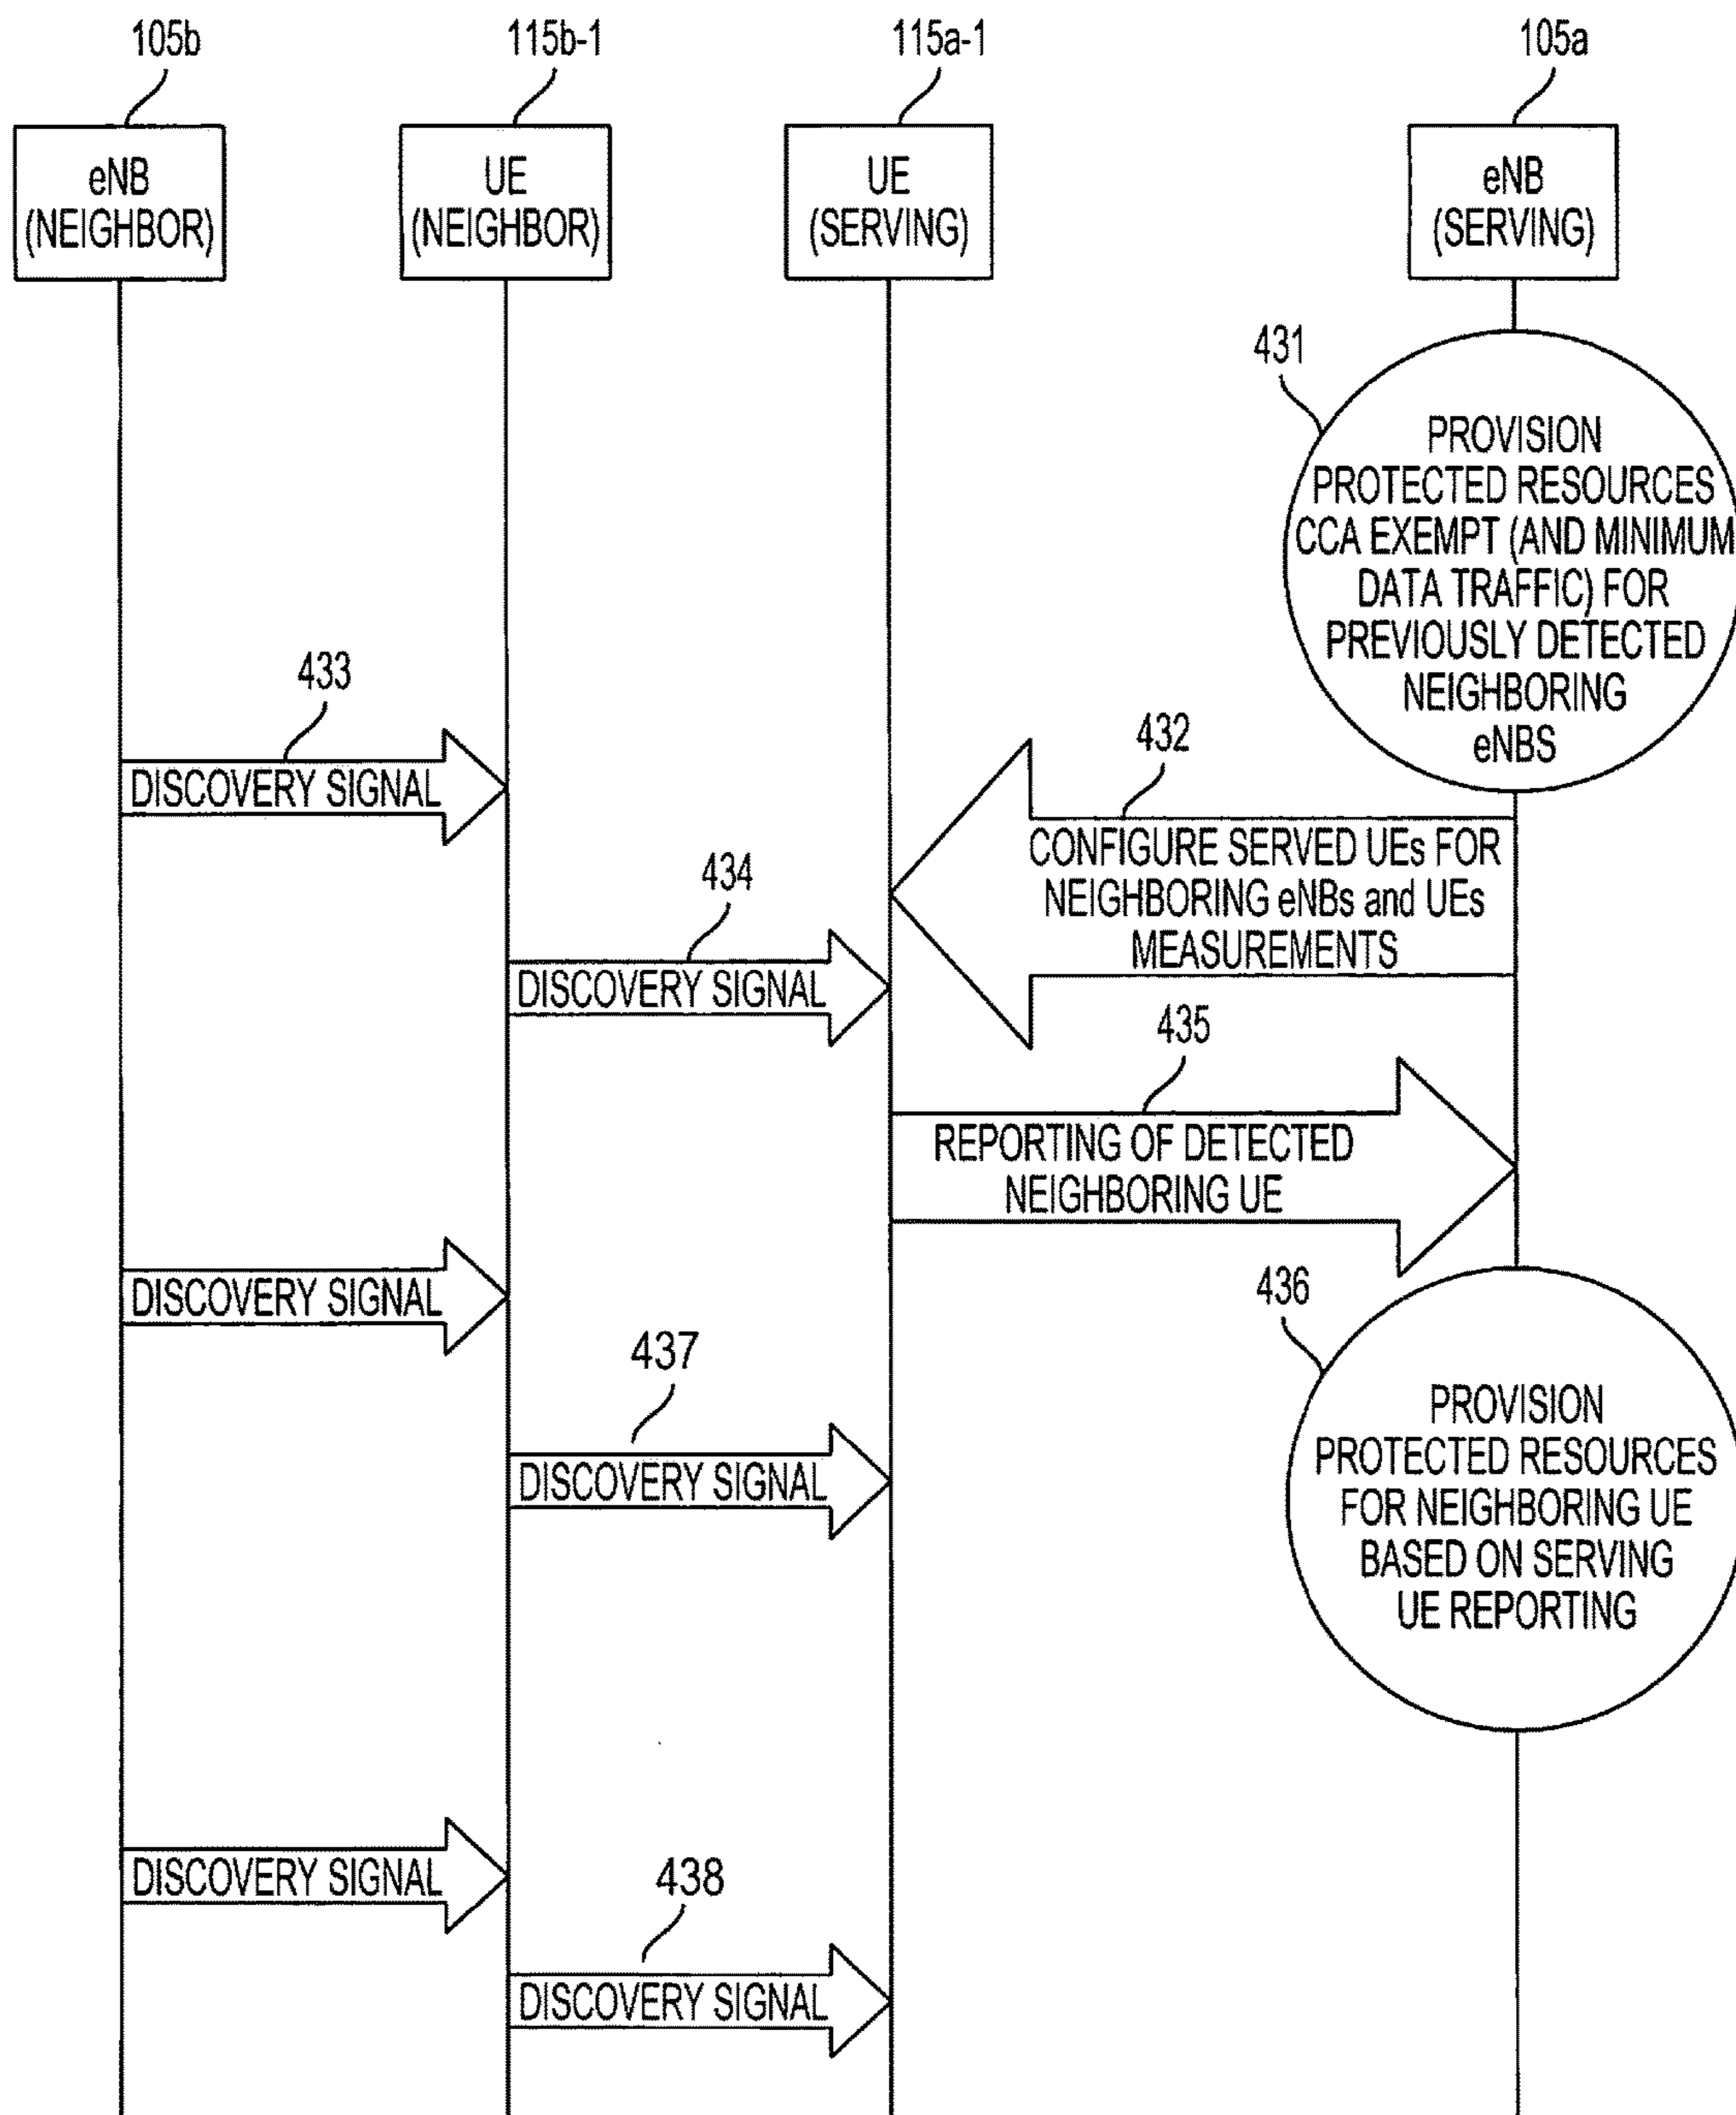 105b
115b-1
115a-1
105a
eNB
(NEIGHBOR)
UE
(NEIGHBOR)
UE
(SERVING)
eNB
(SERVING)
431
PROVISION
PROTECTED RESOURCES
CCA EXEMPT (AND MINIMUM
DATA TRAFFIC) FOR
PREVIOUSLY DETECTED
NEIGHBORING
eNBS
433
DISCOVERY SIGNAL
432
CONFIGURE SERVED UEs FOR
NEIGHBORING eNBs and UEs
MEASUREMENTS
434
DISCOVERY SIGNAL
435
REPORTING OF DETECTED
NEIGHBORING UE
DISCOVERY SIGNAL
436
PROVISION
PROTECTED RESOURCES
FOR NEIGHBORING UE
BASED ON SERVING
UE REPORTING
437
DISCOVERY SIGNAL
DISCOVERY SIGNAL
438
DISCOVERY SIGNAL